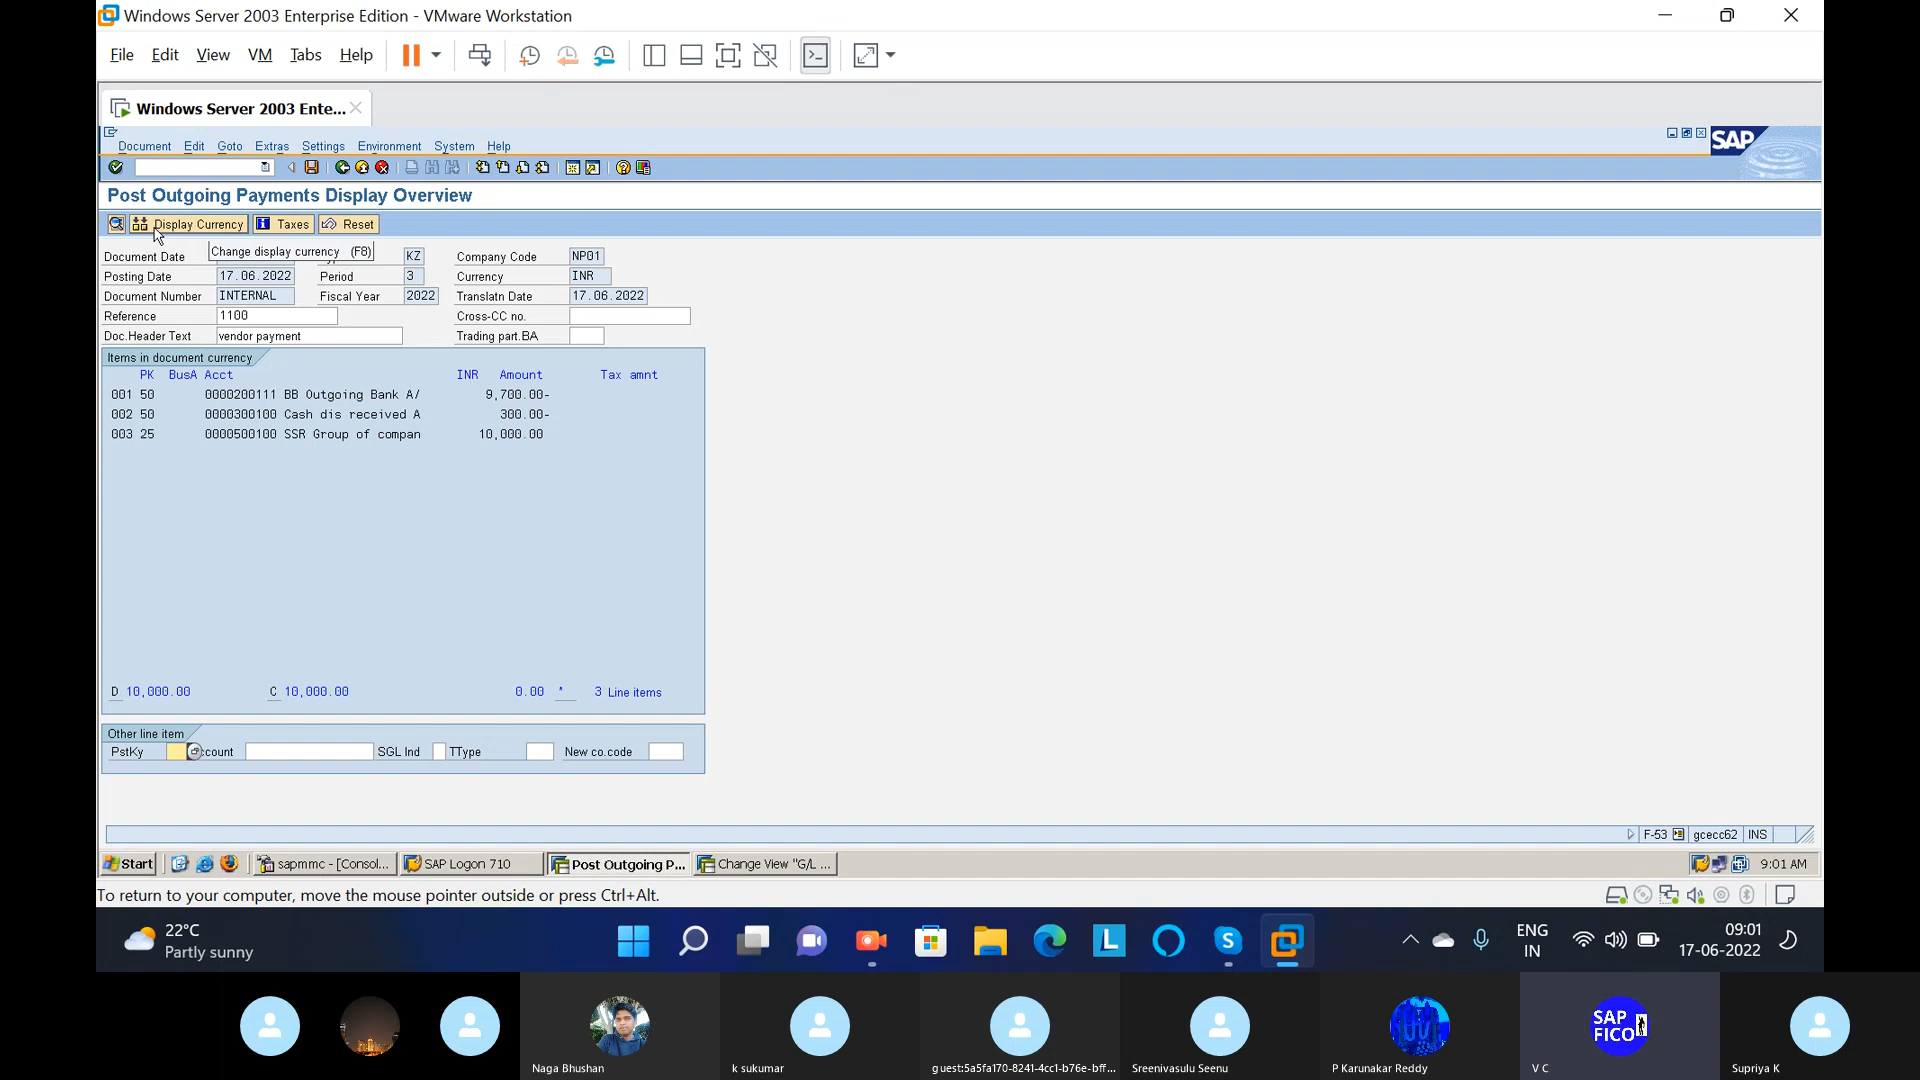 Windows Server 2003 Enterprise Edition - VMware Workstation
File Edit View VM Tabs Help
Windows Server 2003 Ente...
Document Edit Goto Extras Settings Environment System Help
SAP
Post Outgoing Payments Display Overview
Display Currency Taxes Reset
Change display currency (F8)
Document Date KZ Company Code NP01
Posting Date 17.06.2022 Period 3 Currency INR
Document Number INTERNAL Fiscal Year 2022 Translatn Date 17.06.2022
Reference 1100 Cross-CC no.
Doc.Header Text vendor payment Trading part.BA
Items in document currency
PK BusA Acct INR Amount Tax amnt
001 50 0000200111 BB Outgoing Bank A/ 9,700.00-
002 50 0000300100 Cash dis received A 300.00-
003 25 0000500100 SSR Group of compan 10,000.00
D 10,000.00 C 10,000.00 0.00 * 3 Line items
Other line item
PstKy ccount SGL Ind TType New co.code
F-53 gcecc62 INS
Start sapmmc - [Consol... SAP Logon 710 Post Outgoing P... Change View "G/L ... 9:01 AM
To return to your computer, move the mouse pointer outside or press Ctrl+Alt.
22°C
Partly sunny
ENG
IN
09:01
17-06-2022
SAP
FICO
Naga Bhushan k sukumar guest:5a5fa170-8241-4cc1-b76e-bff... Sreenivasulu Seenu P Karunakar Reddy V C Supriya K